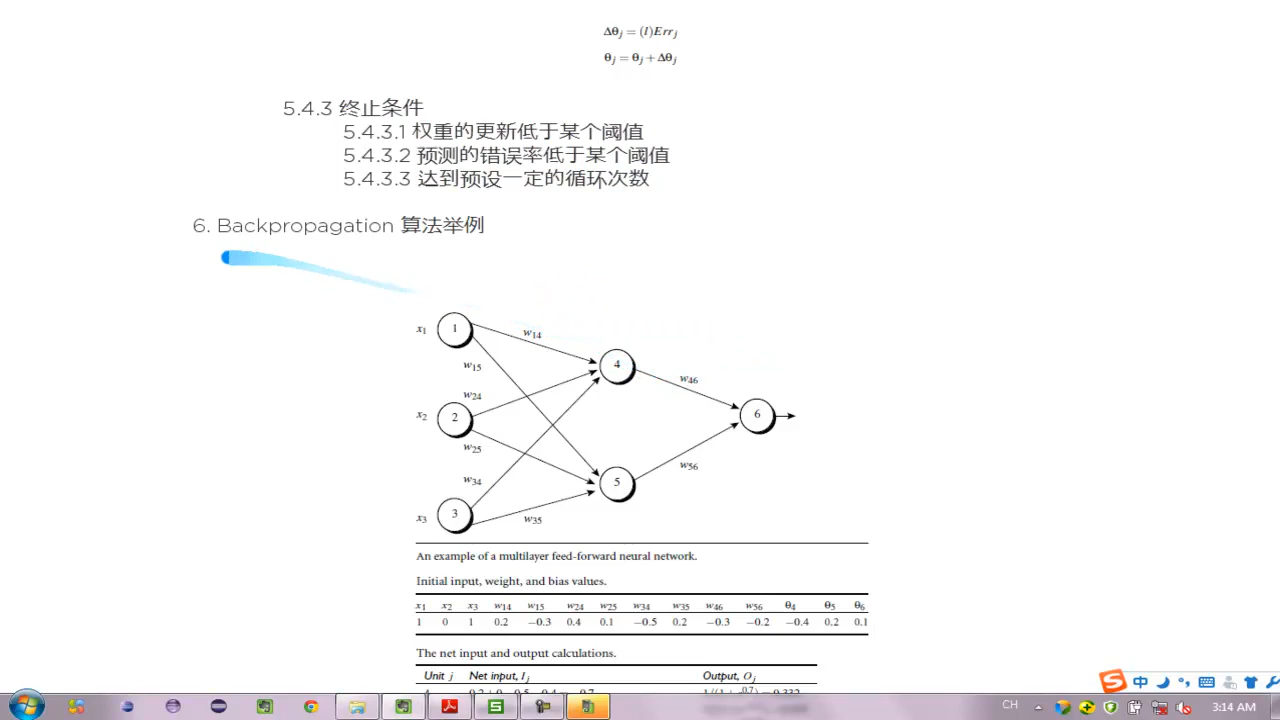 Δθj = (l)Errj
θj = θj + Δθj
5.4.3 终止条件
5.4.3.1 权重的更新低于某个阈值
5.4.3.2 预测的错误率低于某个阈值
5.4.3.3 达到预设一定的循环次数
6. Backpropagation 算法举例
x1 1 w14
w15 4
w24 w46
x2 2 6
w25
w34 5 w56
x3 3 w35
An example of a multilayer feed-forward neural network.
Initial input, weight, and bias values.
x1 x2 x3 w14 w15 w24 w25 w34 w35 w46 w56 θ4 θ5 θ6
1 0 1 0.2 −0.3 0.4 0.1 −0.5 0.2 −0.3 −0.2 −0.4 0.2 0.1
The net input and output calculations.
Unit j Net input, Ij Output, Oj
CH 中 3:14 AM